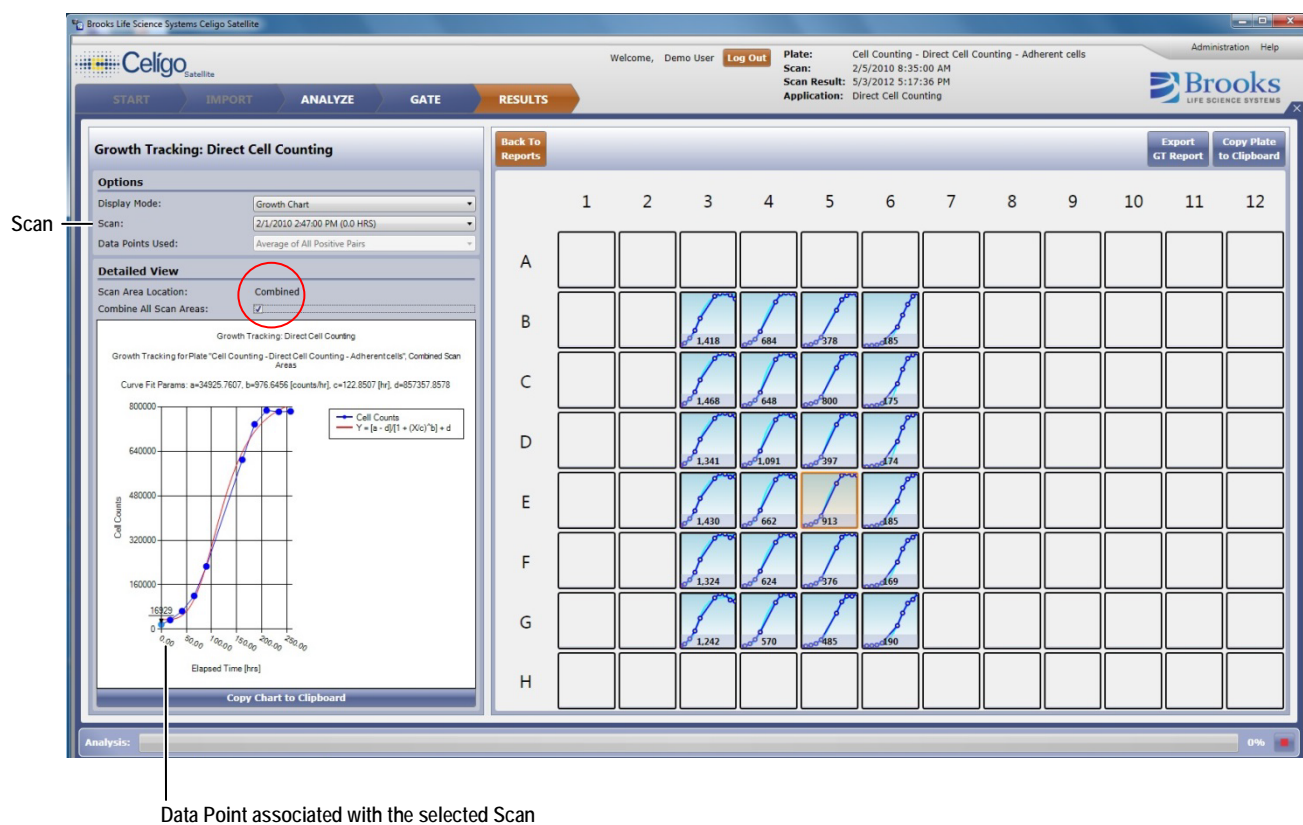 Brooks Life Science Systems Celigo Satellite
Celígo
Satellite
Welcome, Demo User Log Out
Plate: Cell Counting - Direct Cell Counting - Adherent cells
Scan: 2/5/2010 8:35:00 AM
Scan Result: 5/3/2012 5:17:36 PM
Application: Direct Cell Counting
Administration Help
Brooks
LIFE SCIENCE SYSTEMS
START IMPORT ANALYZE GATE RESULTS
Growth Tracking: Direct Cell Counting
Options
Display Mode: Growth Chart
Scan
Scan: 2/1/2010 2:47:00 PM (0.0 HRS)
Data Points Used: Average of All Positive Pairs
Detailed View
Scan Area Location: Combined
Combine All Scan Areas:
Growth Tracking: Direct Cell Counting
Growth Tracking for Plate "Cell Counting - Direct Cell Counting - Adherent cells", Combined Scan
Areas
Curve Fit Params: a=34925.7607, b=976.6456 [counts/hr], c=122.8507 [hr], d=857357.8578
Cell Counts
Y = [a - d]/[1 + (X/c)^b] + d
800000
640000
480000
320000
160000
16929
0
Cell Counts
0.00 50.00 100.00 150.00 200.00 250.00
Elapsed Time [hrs]
Copy Chart to Clipboard
Back To
Reports
Export
GT Report
Copy Plate
to Clipboard
1 2 3 4 5 6 7 8 9 10 11 12
A
B 1,418 684 378 185
C 1,468 648 800 175
D 1,341 1,091 397 174
E 1,430 662 913 185
F 1,324 624 376 169
G 1,242 570 485 190
H
Analysis: 0%
Data Point associated with the selected Scan